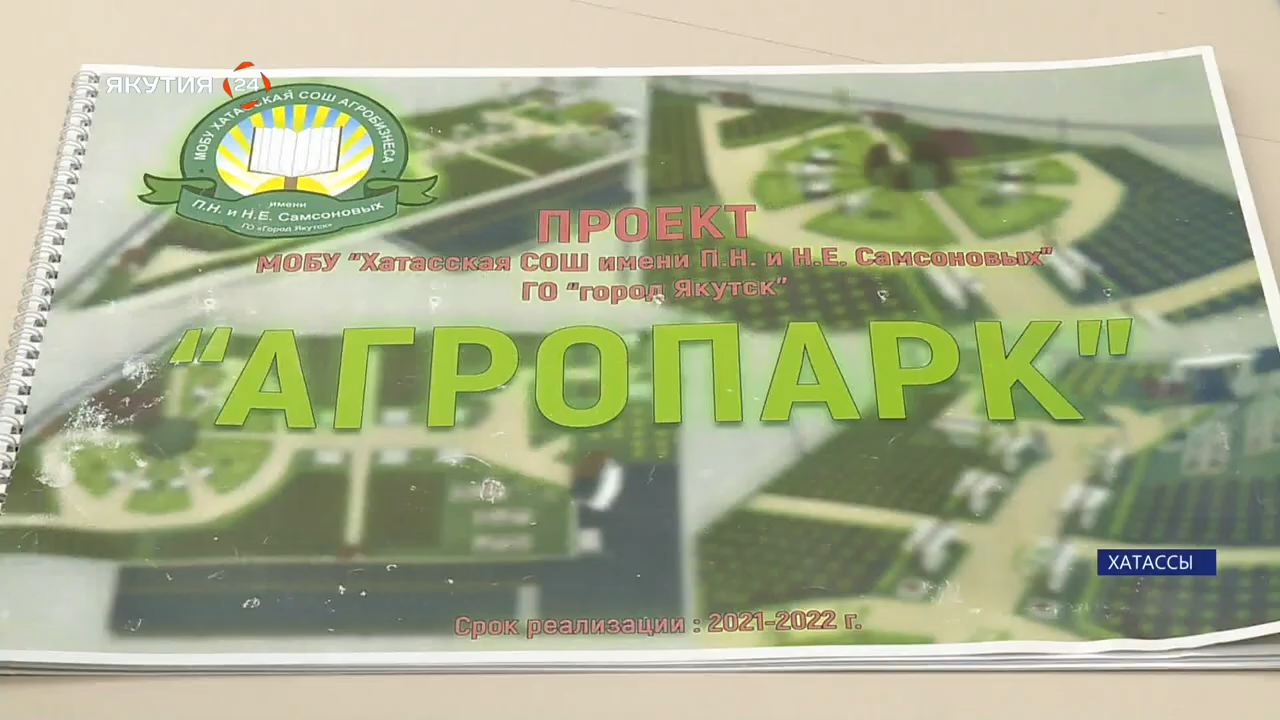 ЯКУТИЯ 24
МОБУ ХАТАССКАЯ СОШ АГРОБИЗНЕСА
имени
П.Н. и Н.Е. Самсоновых
ГО «Город Якутск»
ПРОЕКТ
МОБУ "Хатасская СОШ имени П.Н. и Н.Е. Самсоновых"
ГО "город Якутск"
"АГРОПАРК"
ХАТАССЫ
Срок реализации : 2021-2022 г.